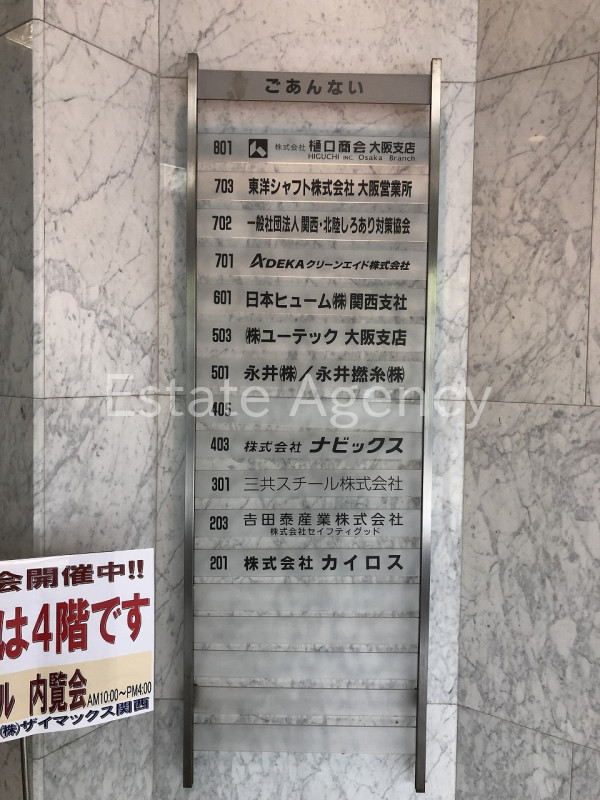 ごあんない
801 株式会社 樋口商会 大阪支店
HIGUCHI INC. Osaka Branch
703 東洋シャフト株式会社 大阪営業所
702 一般社団法人 関西・北陸しろあり対策協会
701 ADEKAクリーンエイド株式会社
601 日本ヒューム㈱ 関西支社
503 ㈱ユーテック 大阪支店
501 永井㈱／永井撚糸㈱
405
403 株式会社 ナビックス
301 三共スチール株式会社
203 吉田泰産業株式会社
株式会社セイフティグッド
201 株式会社 カイロス
Estate Agency
会開催中!!
は4階です
ル 内覧会 AM10:00～PM4:00
㈱ザイマックス関西